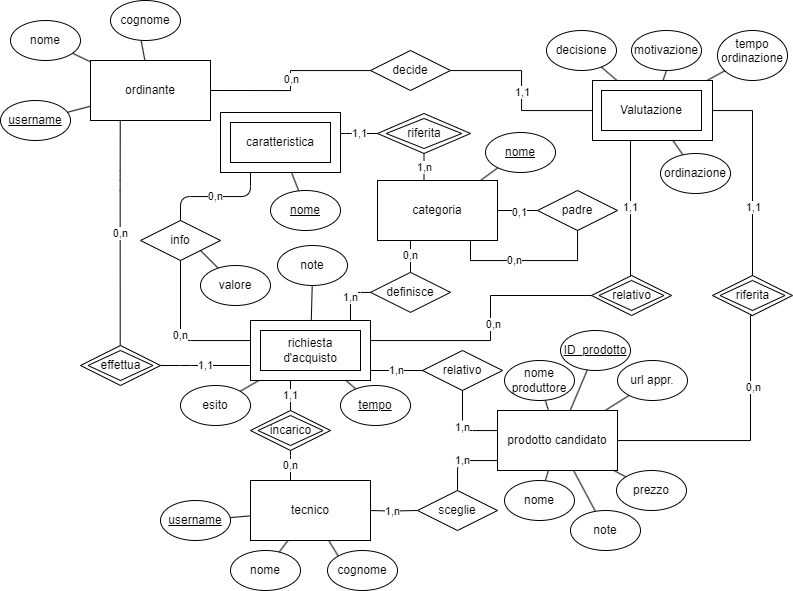 cognome
nome
username
ordinante
0,n
decide
1,1
decisione
motivazione
tempo
ordinazione
Valutazione
ordinazione
caratteristica
1,1
riferita
1,n
nome
nome
categoria
0,1
padre
0,n
0,n
info
valore
0,n
0,n
note
0,n
definisce
1,n
1,1
relativo
0,n
1,1
riferita
0,n
effettua
1,1
richiesta
d'acquisto
esito
tempo
1,n
relativo
1,n
nome
produttore
ID_prodotto
url appr.
prodotto candidato
prezzo
nome
note
1,1
incarico
0,n
tecnico
username
nome
cognome
1,n
sceglie
1,n